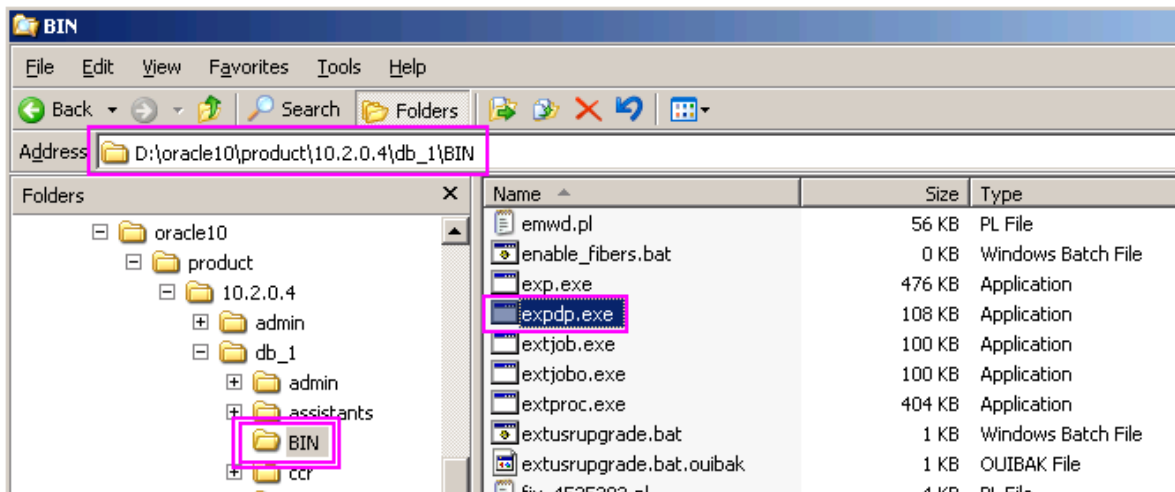 BIN
File Edit View Favorites Tools Help
Back Search Folders
Address D:\oracle10\product\10.2.0.4\db_1\BIN
Folders
oracle10
product
10.2.0.4
admin
db_1
admin
assistants
BIN
ccr
Name Size Type
emwd.pl 56 KB PL File
enable_fibers.bat 0 KB Windows Batch File
exp.exe 476 KB Application
expdp.exe 108 KB Application
extjob.exe 100 KB Application
extjobo.exe 100 KB Application
extproc.exe 404 KB Application
extusrupgrade.bat 1 KB Windows Batch File
extusrupgrade.bat.ouibak 1 KB OUIBAK File
KB PL File